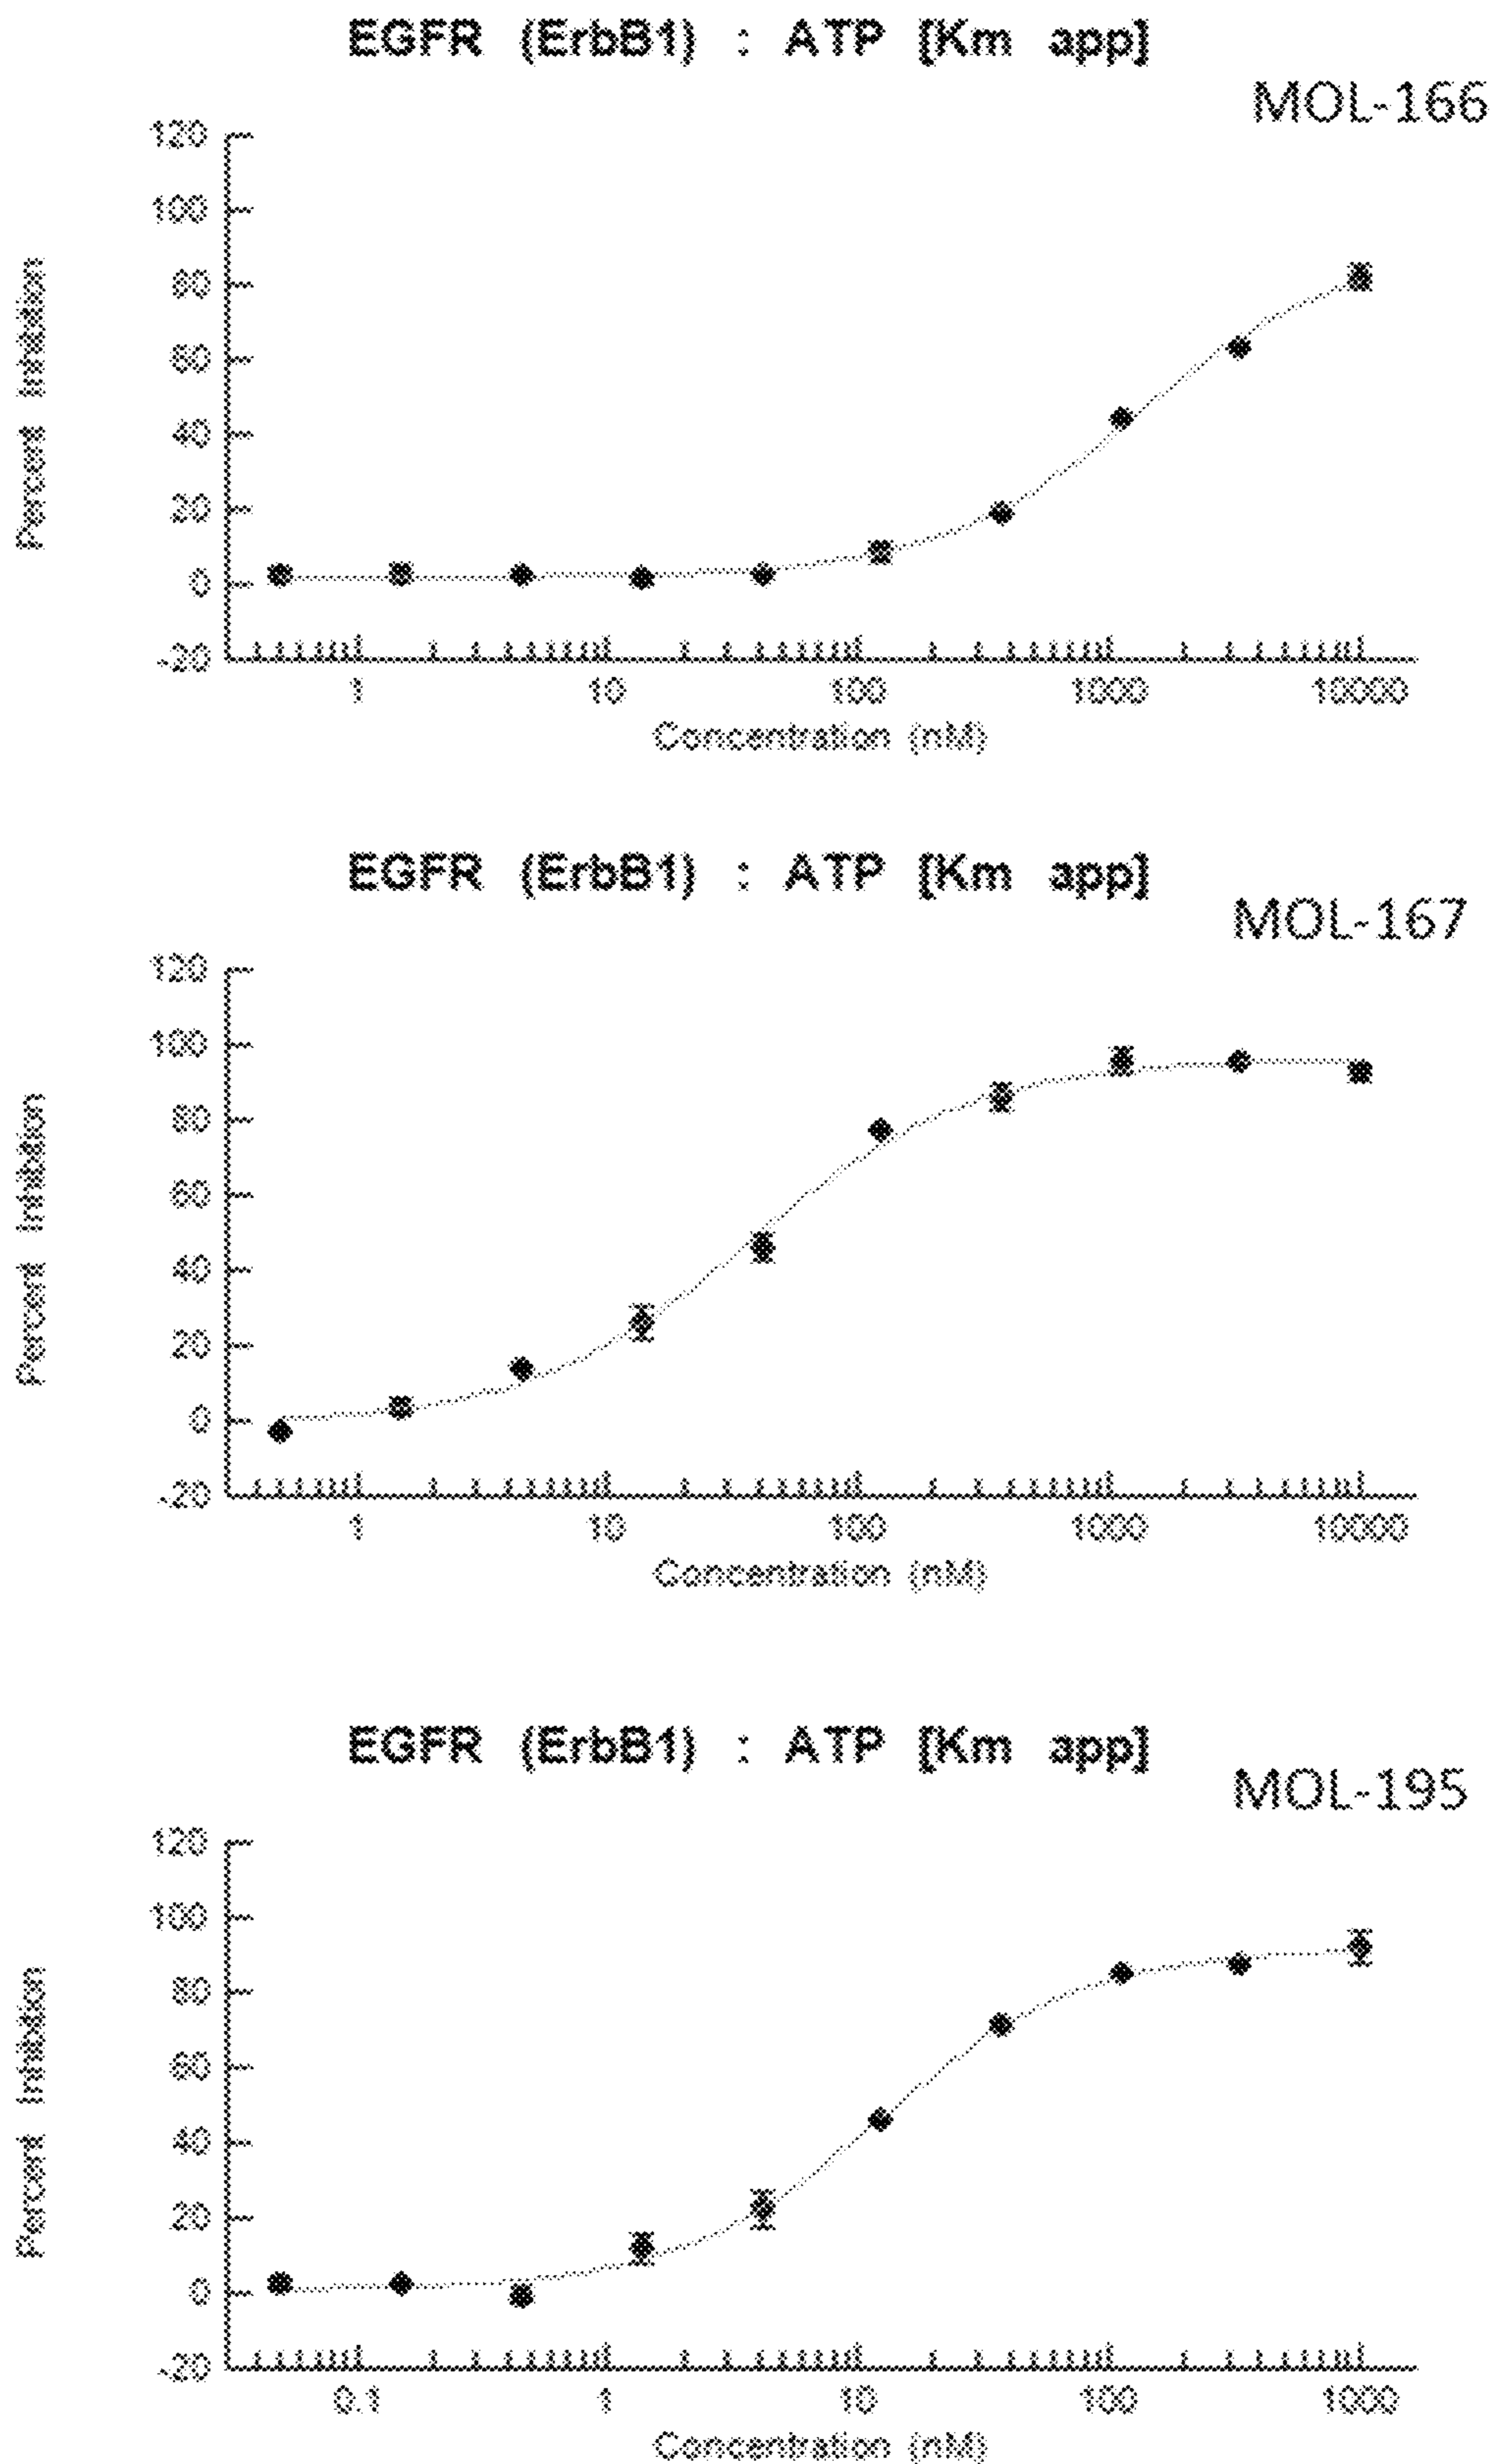 EGFR (ErbB1) : ATP [Km app]
MOL-166
120
100
80
60
40
20
0
-20
Percent Inhibition
1 10 100 1000 10000
Concentration (nM)
EGFR (ErbB1) : ATP [Km app]
MOL-167
120
100
80
60
40
20
0
-20
Percent Inhibition
1 10 100 1000 10000
Concentration (nM)
EGFR (ErbB1) : ATP [Km app]
MOL-195
120
100
80
60
40
20
0
-20
Percent Inhibition
0.1 1 10 100 1000
Concentration (nM)